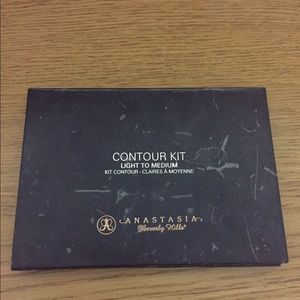 CONTOUR KIT
LIGHT TO MEDIUM
KIT CONTOUR - CLAIRES À MOYENNE
ANASTASIA
Beverly Hills®